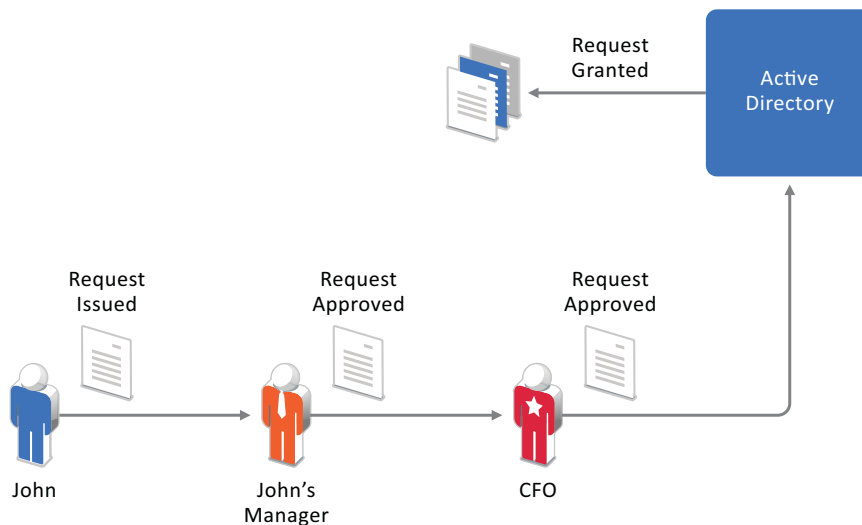 Request
Granted
Active
Directory
Request
Issued
Request
Approved
Request
Approved
John
John's
Manager
CFO